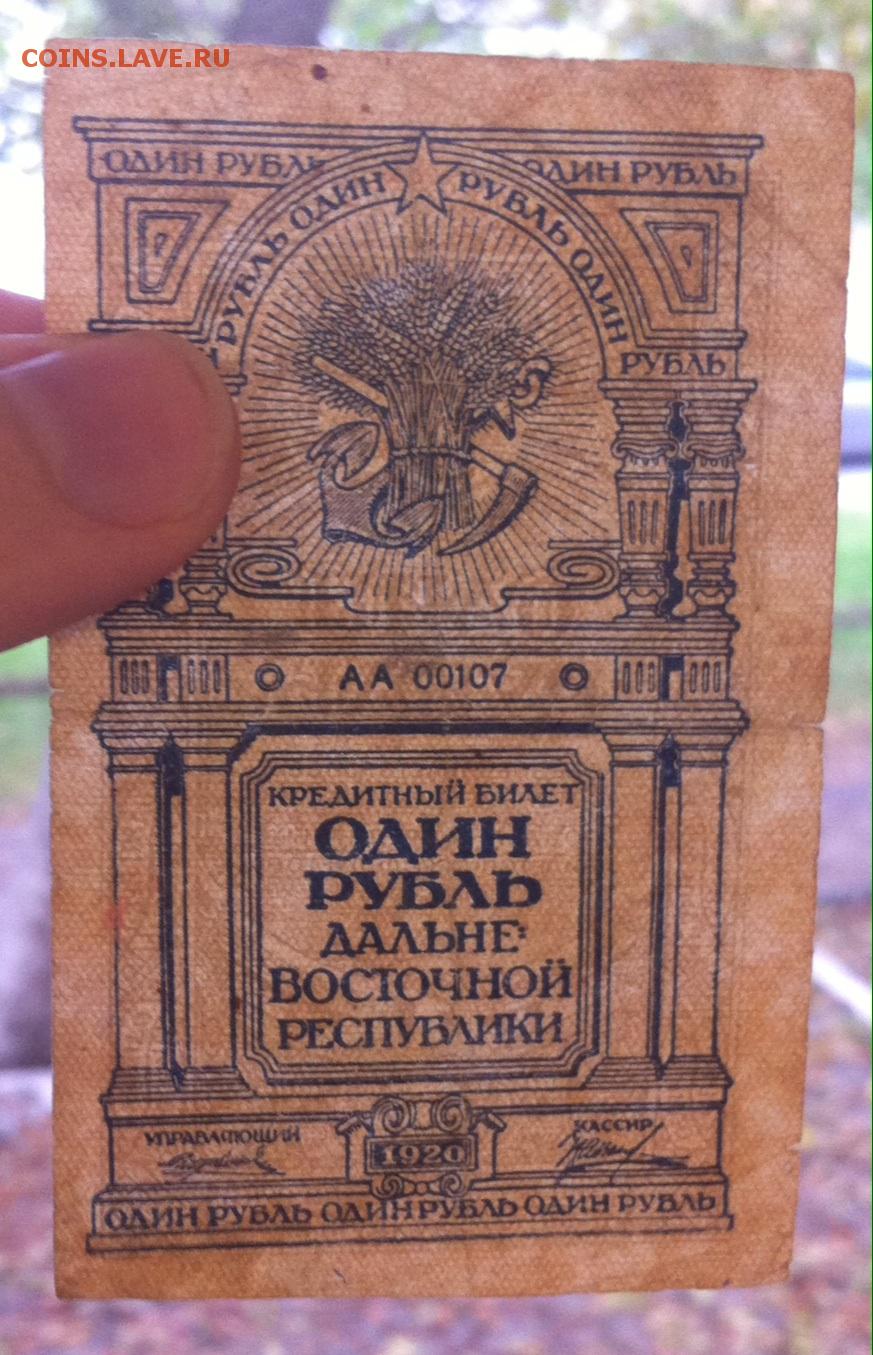 COINS.LAVE.RU
ОДИН РУБЛЬ ОДИН РУБЛЬ
РУБЛЬ ОДИН РУБЛЬ ОДИН
РУБЛЬ
АА 00107
КРЕДИТНЫЙ БИЛЕТ
ОДИН
РУБЛЬ
ДАЛЬНЕ:
ВОСТОЧНОЙ
РЕСПУБЛИКИ
УПРАВЛЯЮЩИЙ КАССИР
1920
ОДИН РУБЛЬ ОДИН РУБЛЬ ОДИН РУБЛЬ